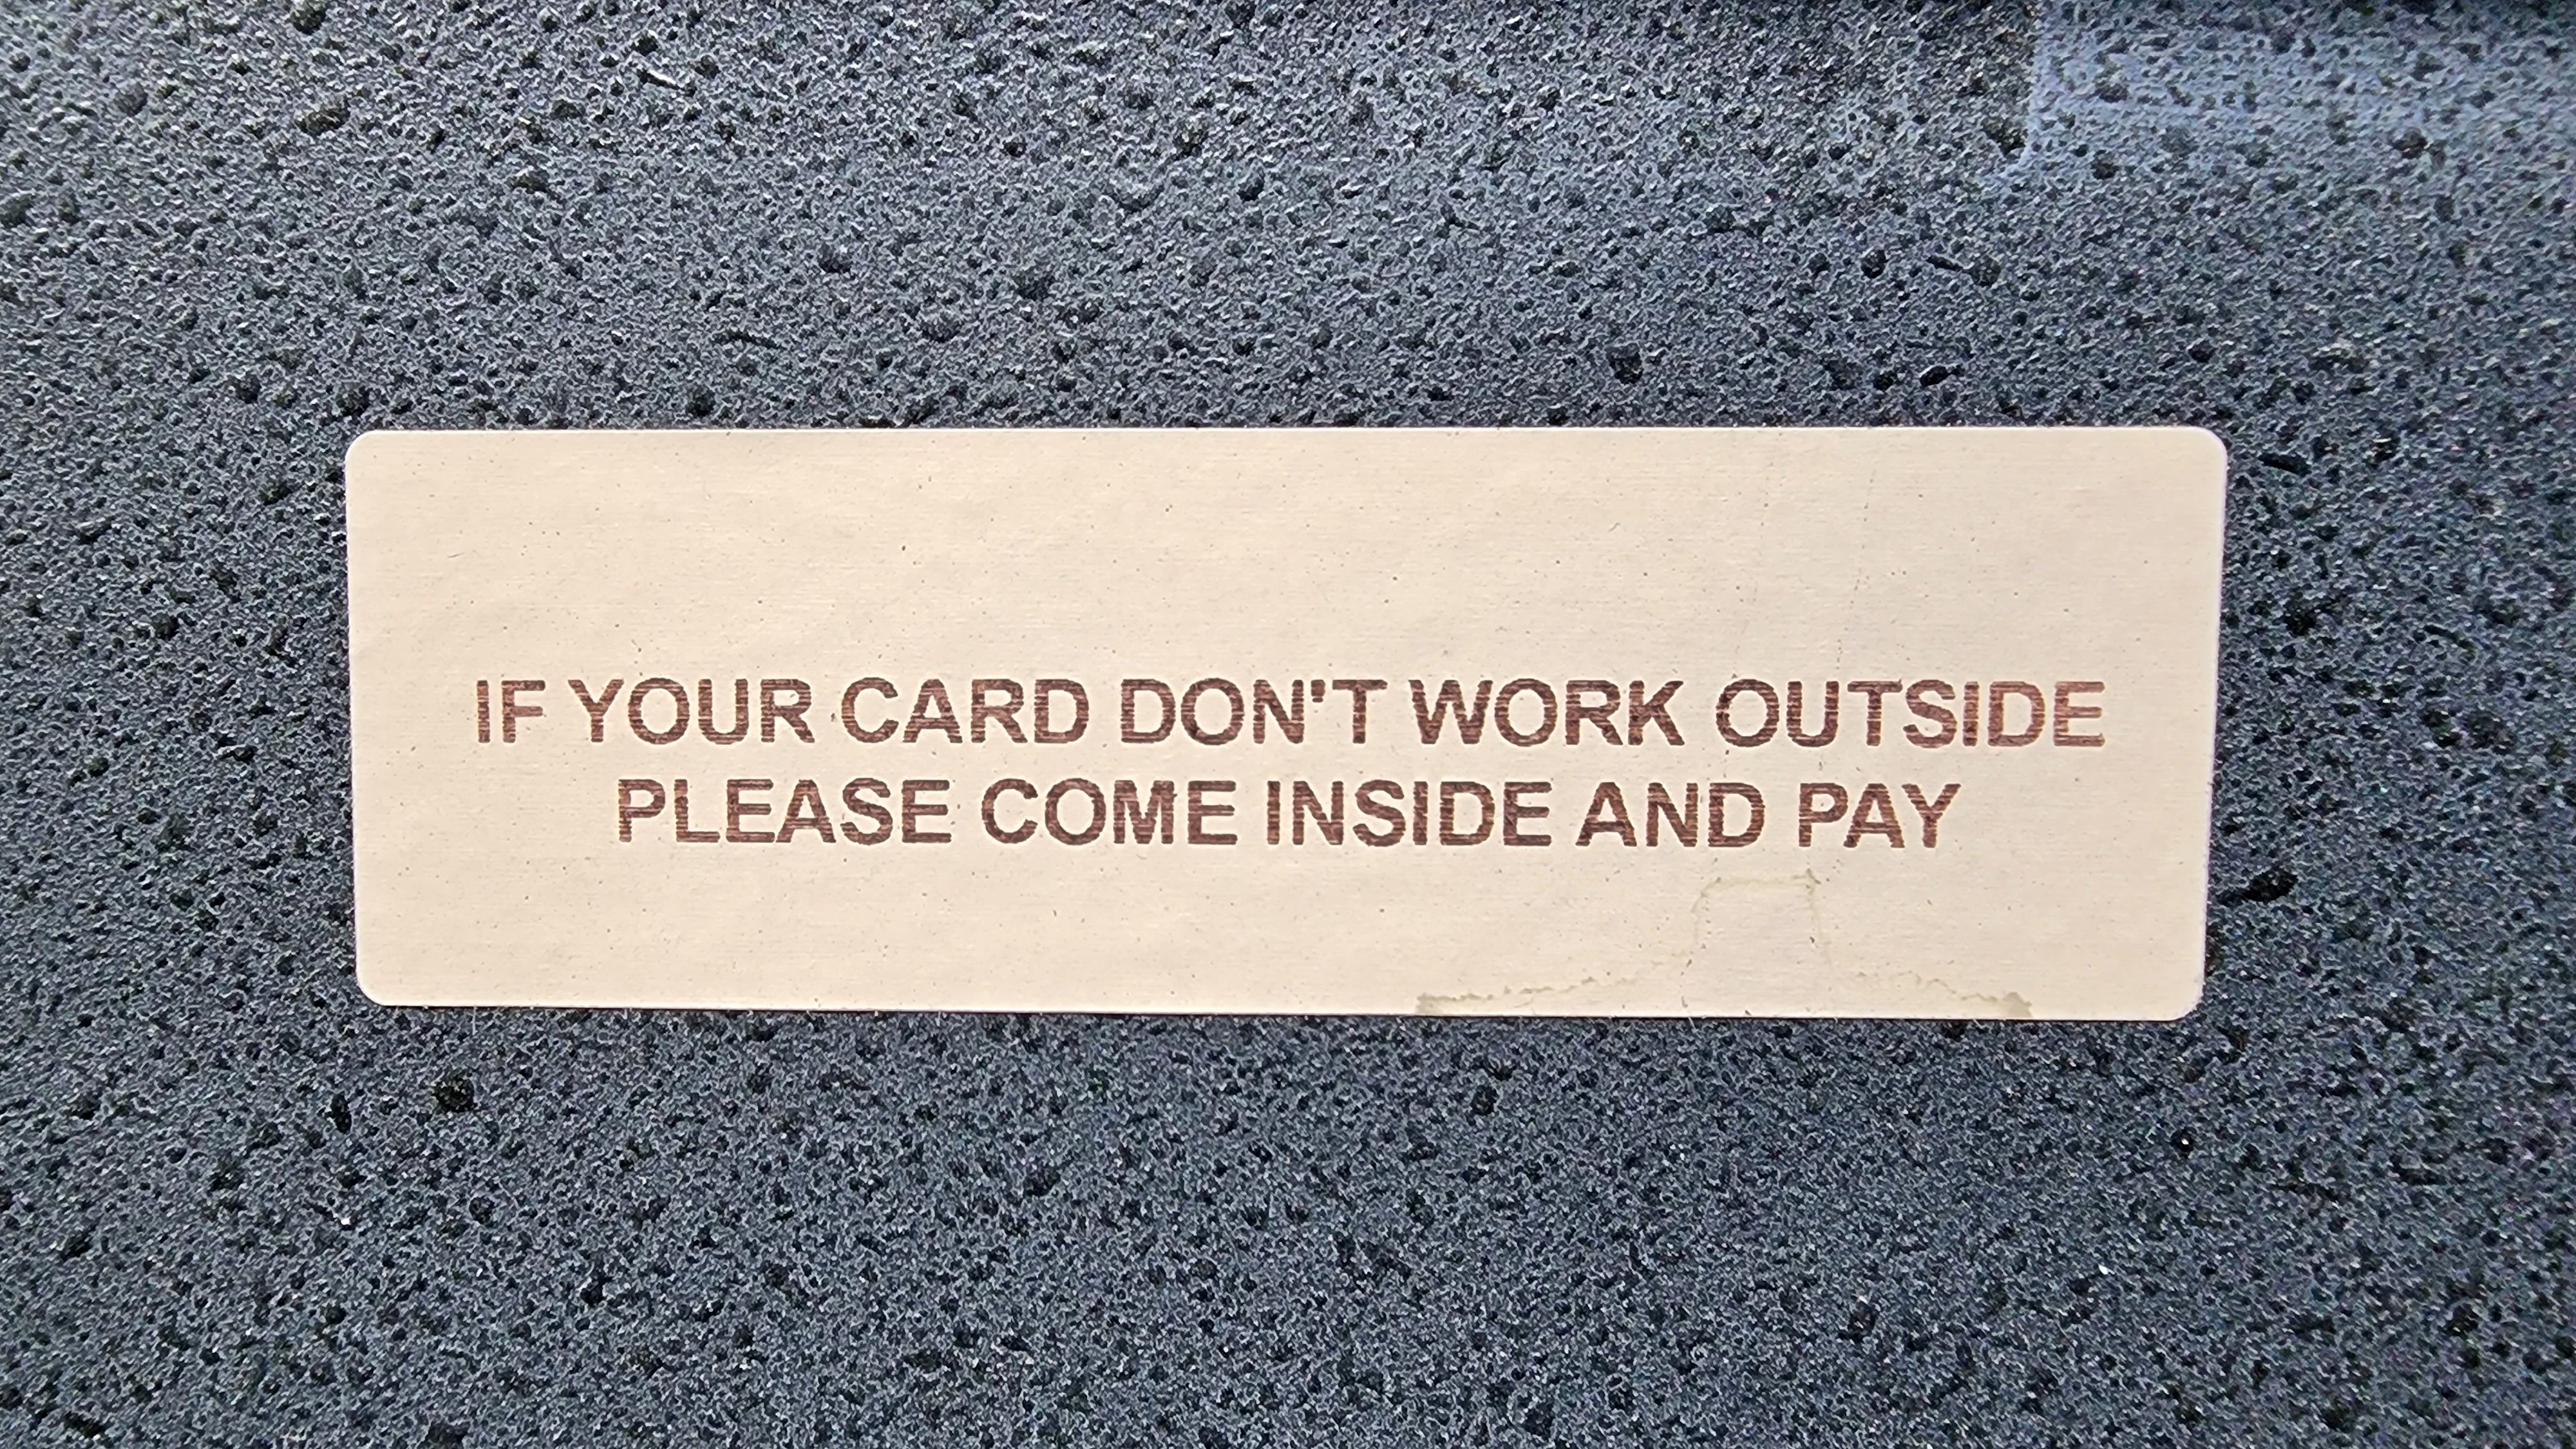 IF YOUR CARD DON'T WORK OUTSIDE
PLEASE COME INSIDE AND PAY